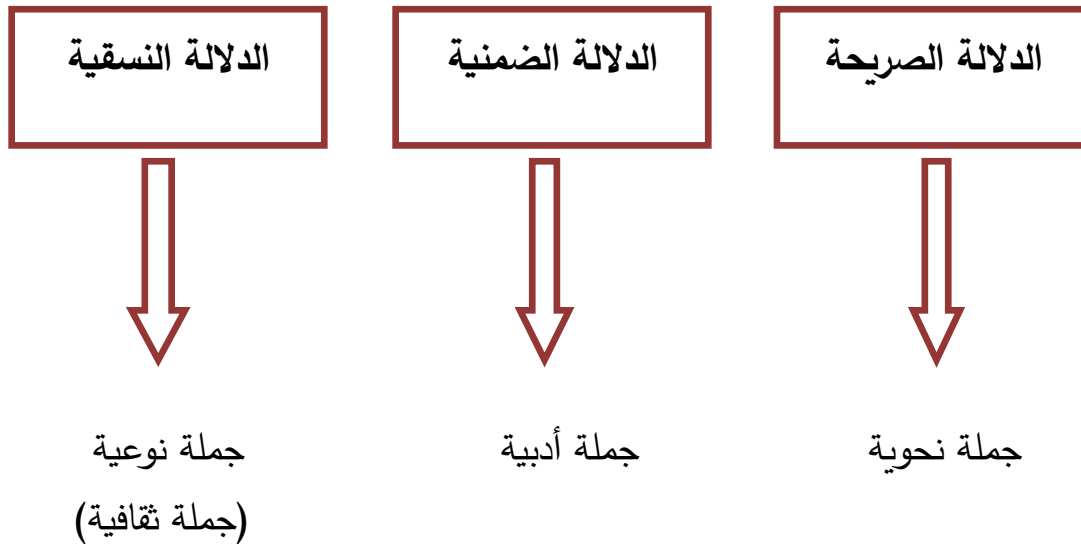 الدلالة الصريحة
الدلالة الضمنية
الدلالة النسقية
جملة نحوية
جملة أدبية
جملة نوعية
(جملة ثقافية)